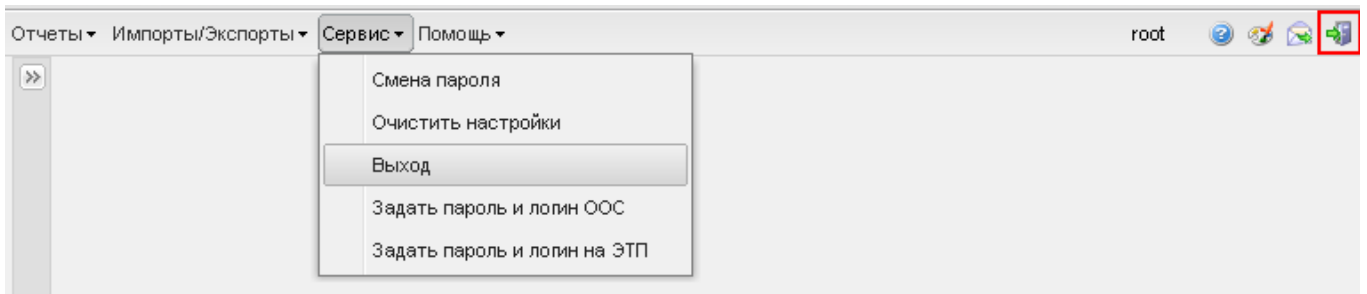 Отчеты Импорты/Экспорты Сервис Помощь root
Смена пароля
Очистить настройки
Выход
Задать пароль и логин ООС
Задать пароль и логин на ЭТП